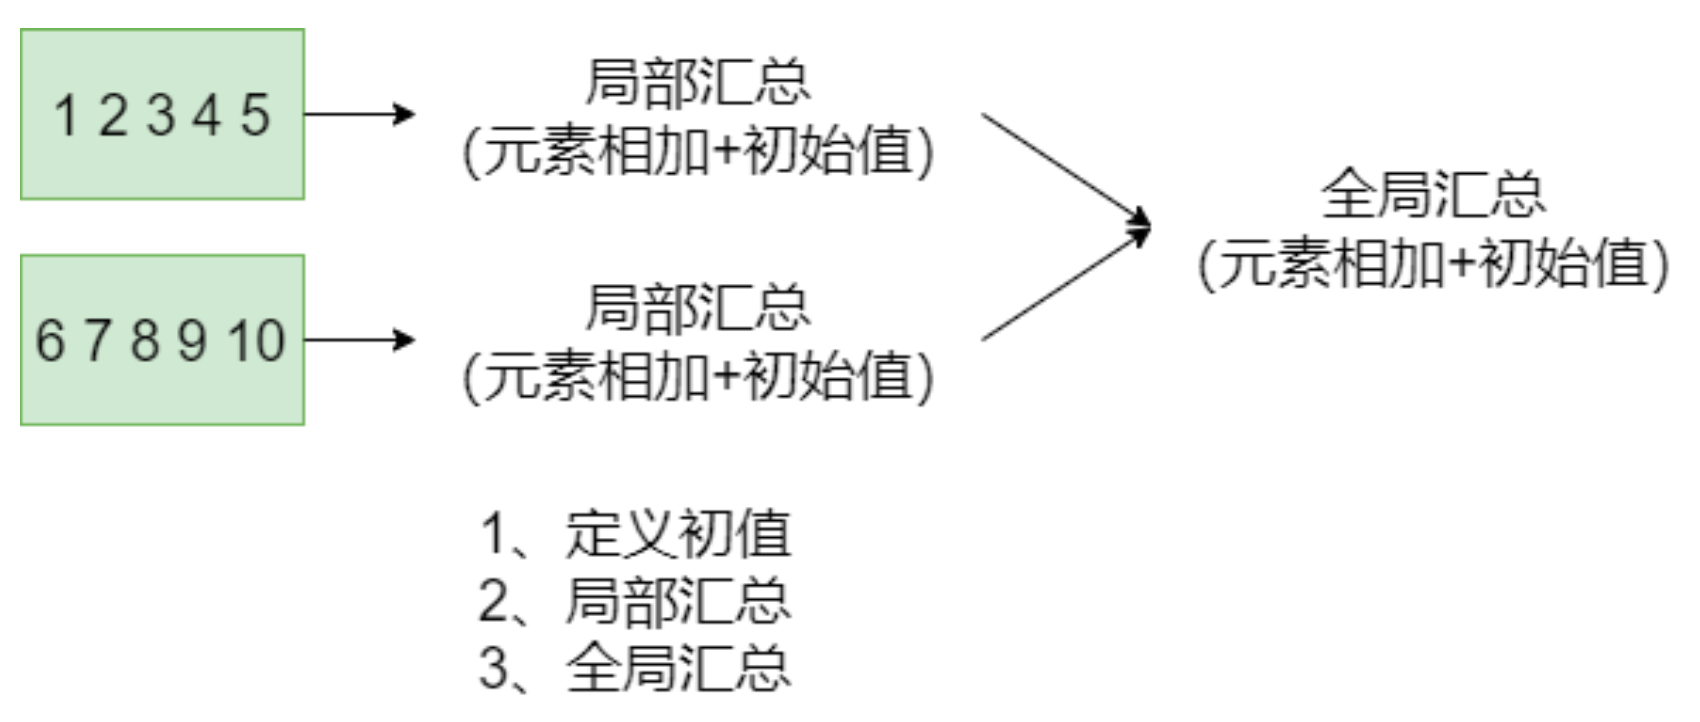 1 2 3 4 5
局部汇总
(元素相加+初始值)
6 7 8 9 10
局部汇总
(元素相加+初始值)
全局汇总
(元素相加+初始值)
1、定义初值
2、局部汇总
3、全局汇总